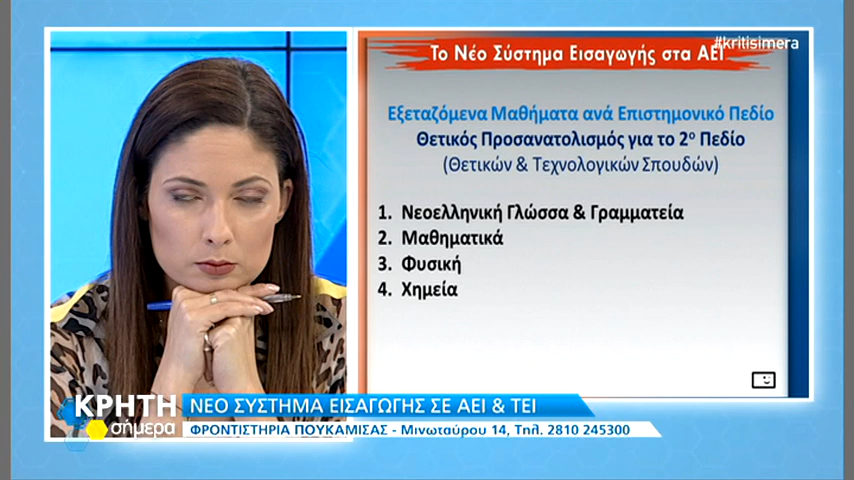 #kritisimera
Το Νέο Σύστημα Εισαγωγής στα ΑΕΙ
Εξεταζόμενα Μαθήματα ανά Επιστημονικό Πεδίο
Θετικός Προσανατολισμός για το 2ο Πεδίο
(Θετικών & Τεχνολογικών Σπουδών)
1. Νεοελληνική Γλώσσα & Γραμματεία
2. Μαθηματικά
3. Φυσική
4. Χημεία
ΚΡΗΤΗ
σήμερα
ΝΕΟ ΣΥΣΤΗΜΑ ΕΙΣΑΓΩΓΗΣ ΣΕ ΑΕΙ & ΤΕΙ
ΦΡΟΝΤΙΣΤΗΡΙΑ ΠΟΥΚΑΜΙΣΑΣ - Μινωταύρου 14, Τηλ. 2810 245300